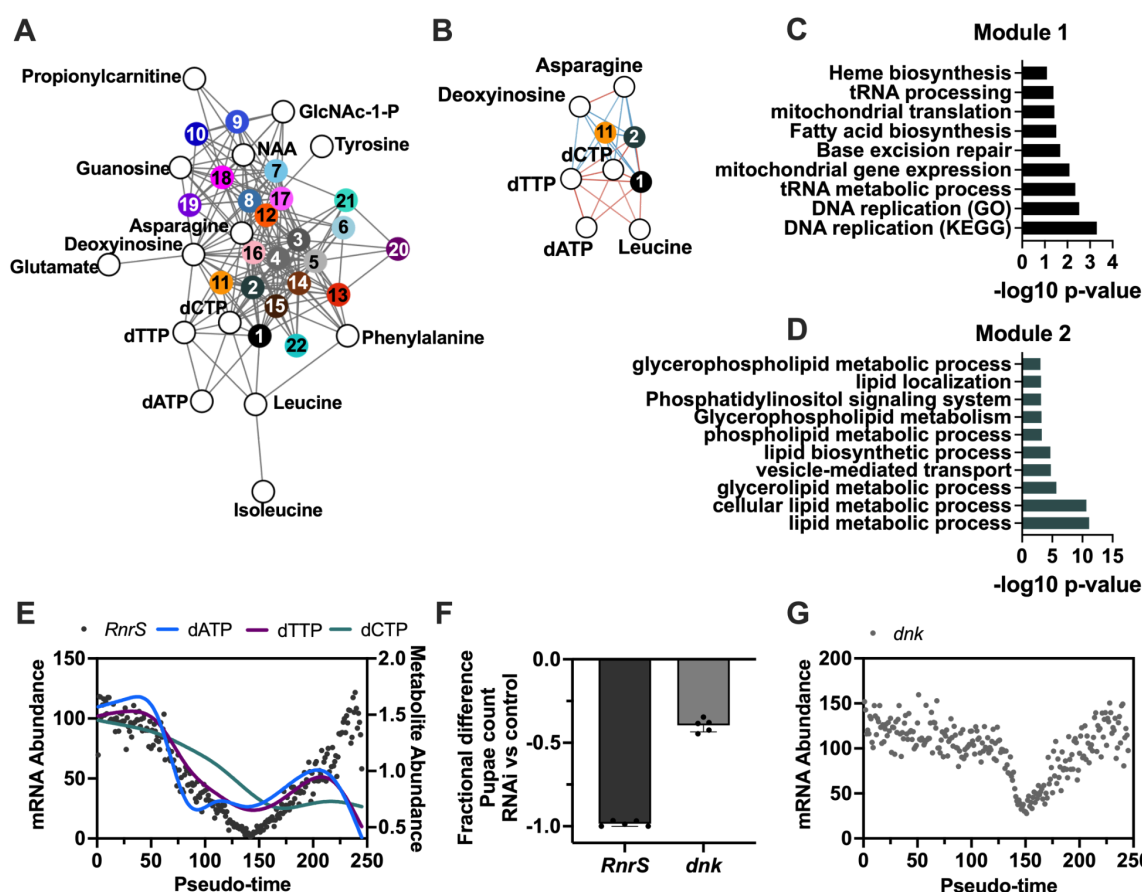 A
Propionylcarnitine
GlcNAc-1-P
9
10
NAA
Tyrosine
Guanosine
7
18
17
8
21
19
12
6
Asparagine
3
Deoxyinosine
16
4
5
20
Glutamate
11
2
14
13
15
dCTP
dTTP
1
22
Phenylalanine
dATP
Leucine
Isoleucine
B
Asparagine
Deoxyinosine
11
2
dCTP
dTTP
1
dATP
Leucine
C
Module 1
Heme biosynthesis
tRNA processing
mitochondrial translation
Fatty acid biosynthesis
Base excision repair
mitochondrial gene expression
tRNA metabolic process
DNA replication (GO)
DNA replication (KEGG)
0 1 2 3 4
-log10 p-value
D
Module 2
glycerophospholipid metabolic process
lipid localization
Phosphatidylinositol signaling system
Glycerophospholipid metabolism
phospholipid metabolic process
lipid biosynthetic process
vesicle-mediated transport
glycerolipid metabolic process
cellular lipid metabolic process
lipid metabolic process
0 5 10 15
-log10 p-value
E
RnrS dATP dTTP dCTP
mRNA Abundance
150
100
50
0
2.0
1.5
1.0
0.5
Metabolite Abundance
0 50 100 150 200 250
Pseudo-time
F
Fractional difference
Pupae count
RNAi vs control
0.0
-0.5
-1.0
RnrS dnk
G
dnk
mRNA Abundance
200
150
100
50
0
0 50 100 150 200 250
Pseudo-time